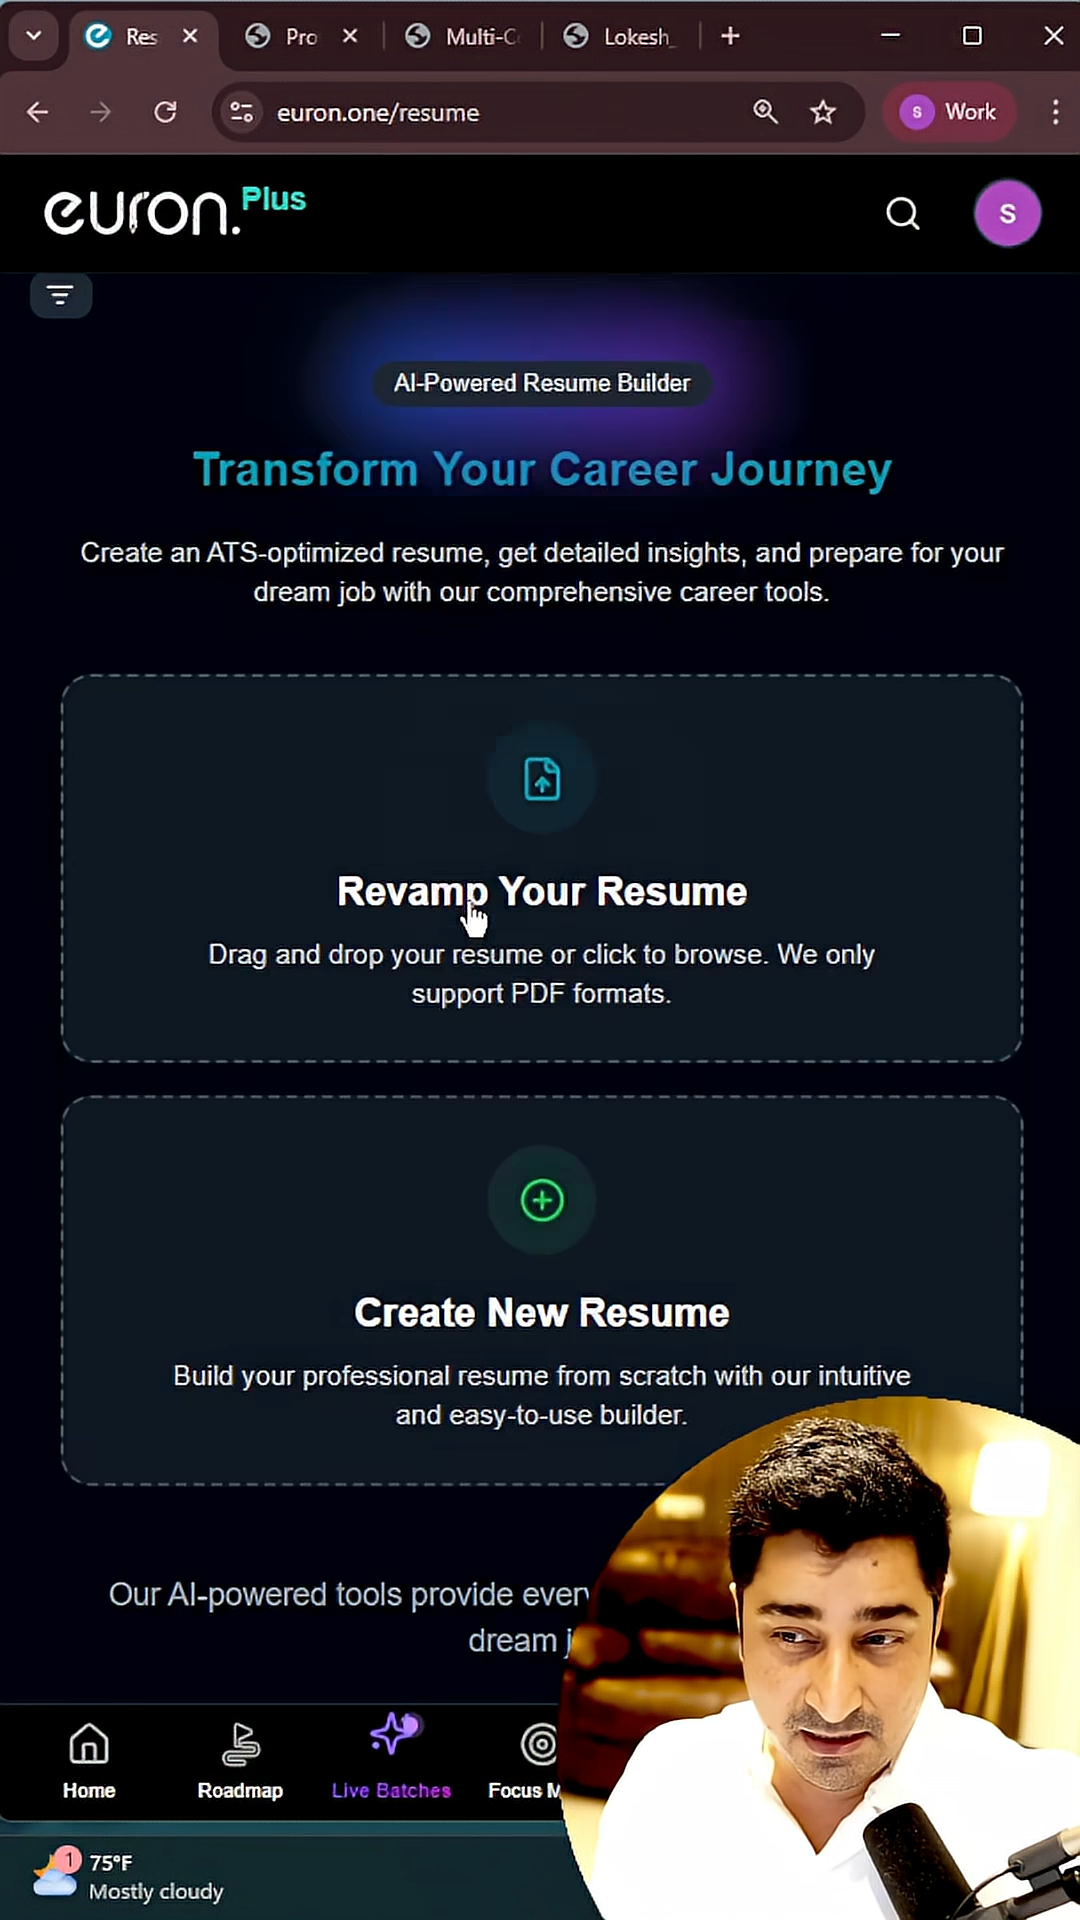 Res
Pro
Multi-C
Lokesh_
euron.one/resume
s
Work
euron.Plus
S
AI-Powered Resume Builder
Transform Your Career Journey
Create an ATS-optimized resume, get detailed insights, and prepare for your
dream job with our comprehensive career tools.
Revamp Your Resume
Drag and drop your resume or click to browse. We only
support PDF formats.
Create New Resume
Build your professional resume from scratch with our intuitive
and easy-to-use builder.
Our AI-powered tools provide ever
dream j
Home
Roadmap
Live Batches
Focus M
1
75°F
Mostly cloudy